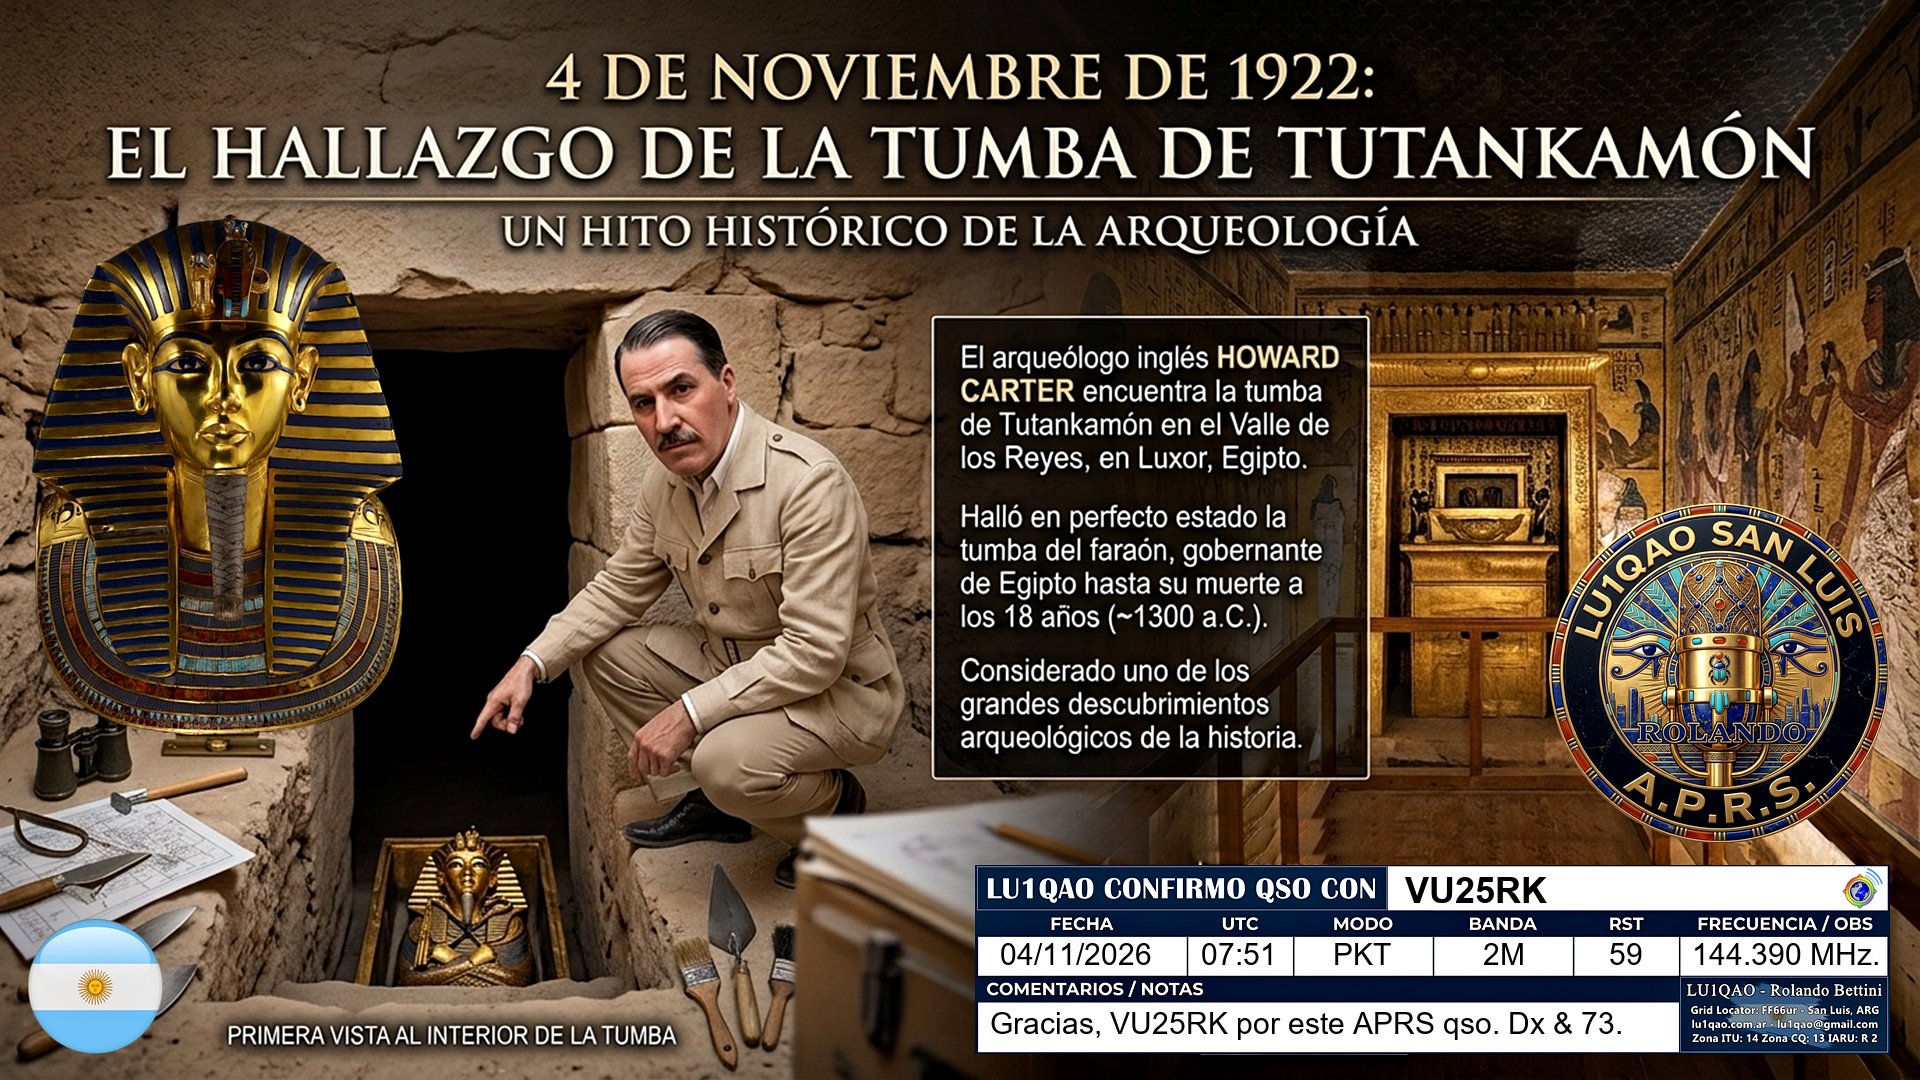 4 DE NOVIEMBRE DE 1922:
EL HALLAZGO DE LA TUMBA DE TUTANKAMÓN
UN HITO HISTÓRICO DE LA ARQUEOLOGÍA
El arqueólogo inglés HOWARD
CARTER encuentra la tumba
de Tutankamón en el Valle de
los Reyes, en Luxor, Egipto.
Halló en perfecto estado la
tumba del faraón, gobernante
de Egipto hasta su muerte a
los 18 años (~1300 a.C.).
Considerado uno de los
grandes descubrimientos
arqueológicos de la historia.
LU1QAO SAN LUIS
ROLANDO
A.P.R.S.
LU1QAO CONFIRMO QSO CON VU25RK
FECHA UTC MODO BANDA RST FRECUENCIA / OBS
04/11/2026 07:51 PKT 2M 59 144.390 MHz.
COMENTARIOS / NOTAS
Gracias, VU25RK por este APRS qso. Dx & 73.
LU1QAO - Rolando Bettini
Grid Locator: FF66ur - San Luis, ARG
lu1qao.com.ar - lu1qao@gmail.com
Zona ITU: 14 Zona CQ: 13 IARU: R 2
PRIMERA VISTA AL INTERIOR DE LA TUMBA